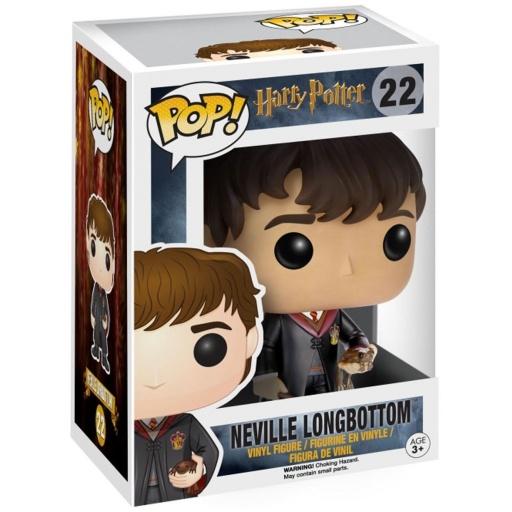 POP!
Harry Potter
22
NEVILLE LONGBOTTOM
VINYL FIGURE / FIGURINE EN VINYLE /
FIGURA DE VINIL
WARNING! Choking Hazard.
May contain small parts.
AGE
3+
POP!
22